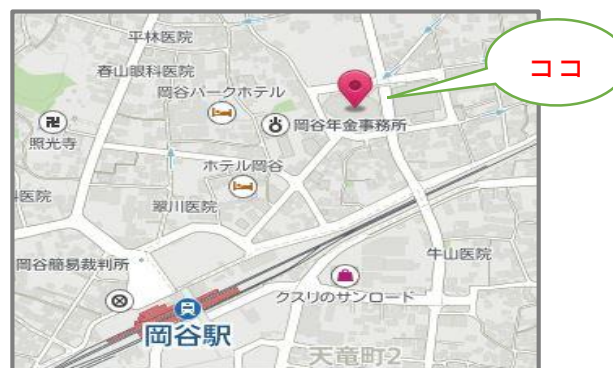 平林医院
春山眼科医院
岡谷パークホテル
ココ
岡谷年金事務所
照光寺
ホテル岡谷
医院
翠川医院
牛山医院
岡谷簡易裁判所
クスリのサンロード
岡谷駅
天竜町2